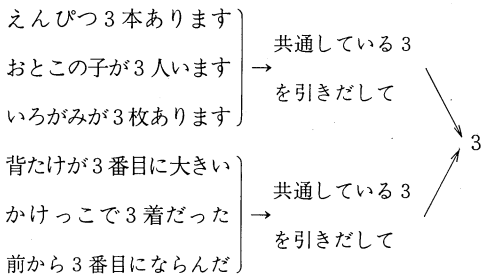 えんぴつ3本あります
おとこの子が3人います
いろがみが3枚あります
→
共通している3
を引きだして
背たけが3番目に大きい
かけっこで3着だった
前から3番目にならんだ
→
共通している3
を引きだして
3